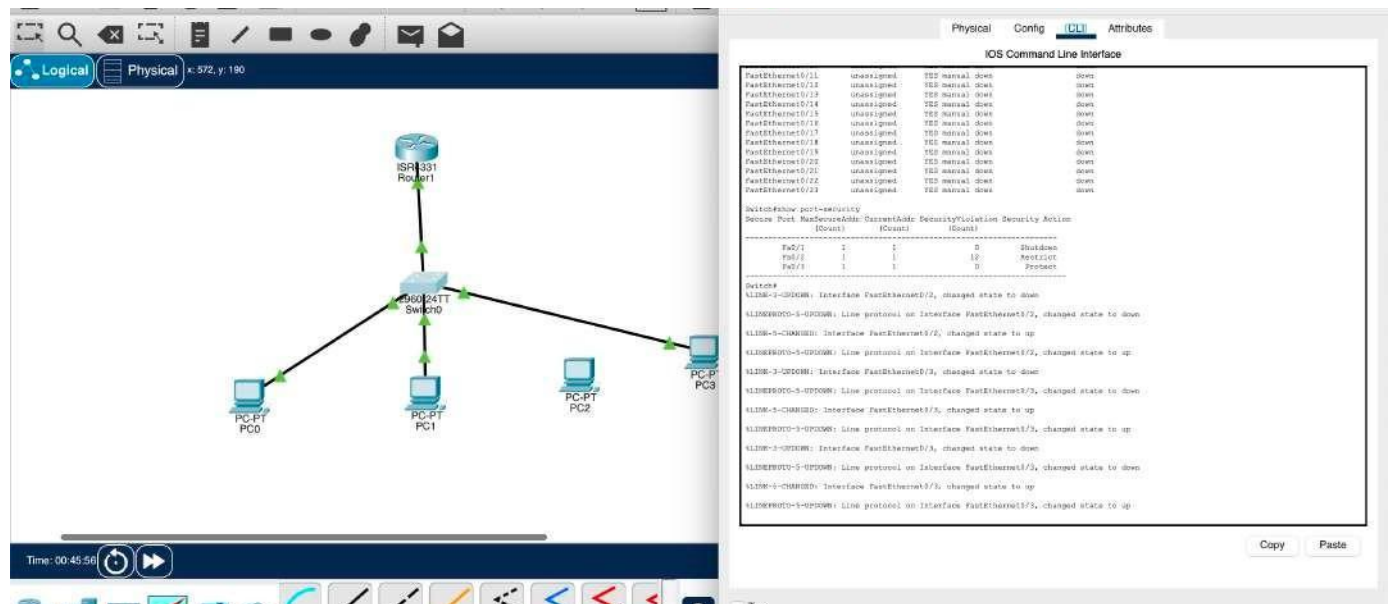 Logical
Physical
x: 572, y: 190
ISR4331
Router1
2960-24TT
Switch0
PC-PT
PC0
PC-PT
PC1
PC-PT
PC2
PC-P
PC3
Time: 00:45:56
Physical Config CLI Attributes
IOS Command Line Interface
FastEthernet0/11 unassigned YES manual down down
FastEthernet0/12 unassigned YES manual down down
FastEthernet0/13 unassigned YES manual down down
FastEthernet0/14 unassigned YES manual down down
FastEthernet0/15 unassigned YES manual down down
FastEthernet0/16 unassigned YES manual down down
FastEthernet0/17 unassigned YES manual down down
FastEthernet0/18 unassigned YES manual down down
FastEthernet0/19 unassigned YES manual down down
FastEthernet0/20 unassigned YES manual down down
FastEthernet0/21 unassigned YES manual down down
FastEthernet0/22 unassigned YES manual down down
FastEthernet0/23 unassigned YES manual down down
Switch#show port-security
Secure Port MaxSecureAddr CurrentAddr SecurityViolation Security Action
(Count) (Count) (Count)
Fa0/1 1 1 0 Shutdown
Fa0/2 1 1 12 Restrict
Fa0/3 1 1 0 Protect
Switch#
%LINK-3-UPDOWN: Interface FastEthernet0/2, changed state to down
%LINEPROTO-5-UPDOWN: Line protocol on Interface FastEthernet0/2, changed state to down
%LINK-5-CHANGED: Interface FastEthernet0/2, changed state to up
%LINEPROTO-5-UPDOWN: Line protocol on Interface FastEthernet0/2, changed state to up
%LINK-3-UPDOWN: Interface FastEthernet0/3, changed state to down
%LINEPROTO-5-UPDOWN: Line protocol on Interface FastEthernet0/3, changed state to down
%LINK-5-CHANGED: Interface FastEthernet0/3, changed state to up
%LINEPROTO-5-UPDOWN: Line protocol on Interface FastEthernet0/3, changed state to up
%LINK-3-UPDOWN: Interface FastEthernet0/3, changed state to down
%LINEPROTO-5-UPDOWN: Line protocol on Interface FastEthernet0/3, changed state to down
%LINK-5-CHANGED: Interface FastEthernet0/3, changed state to up
%LINEPROTO-5-UPDOWN: Line protocol on Interface FastEthernet0/3, changed state to up
Copy Paste